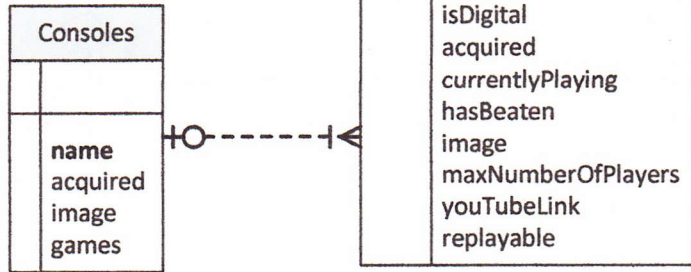 Consoles
name
acquired
image
games
isDigital
acquired
currentlyPlaying
hasBeaten
image
maxNumberOfPlayers
youTubeLink
replayable